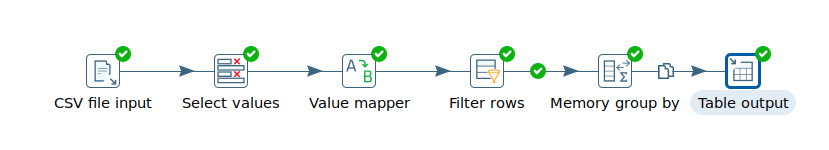 CSV file input
Select values
Value mapper
Filter rows
Memory group by
Table output
A
B
Σ